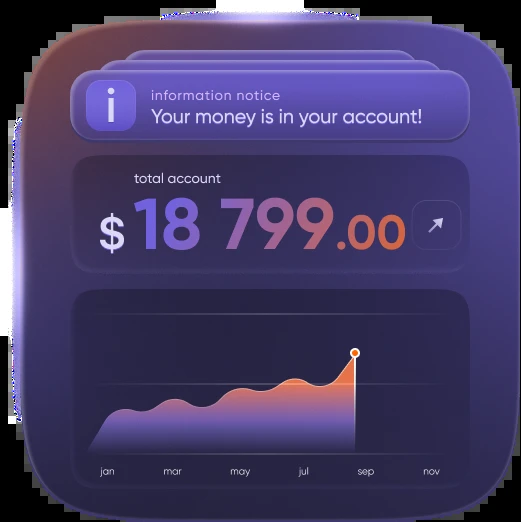 i
information notice
Your money is in your account!
total account
$ 18 799.00
jan mar may jul sep nov